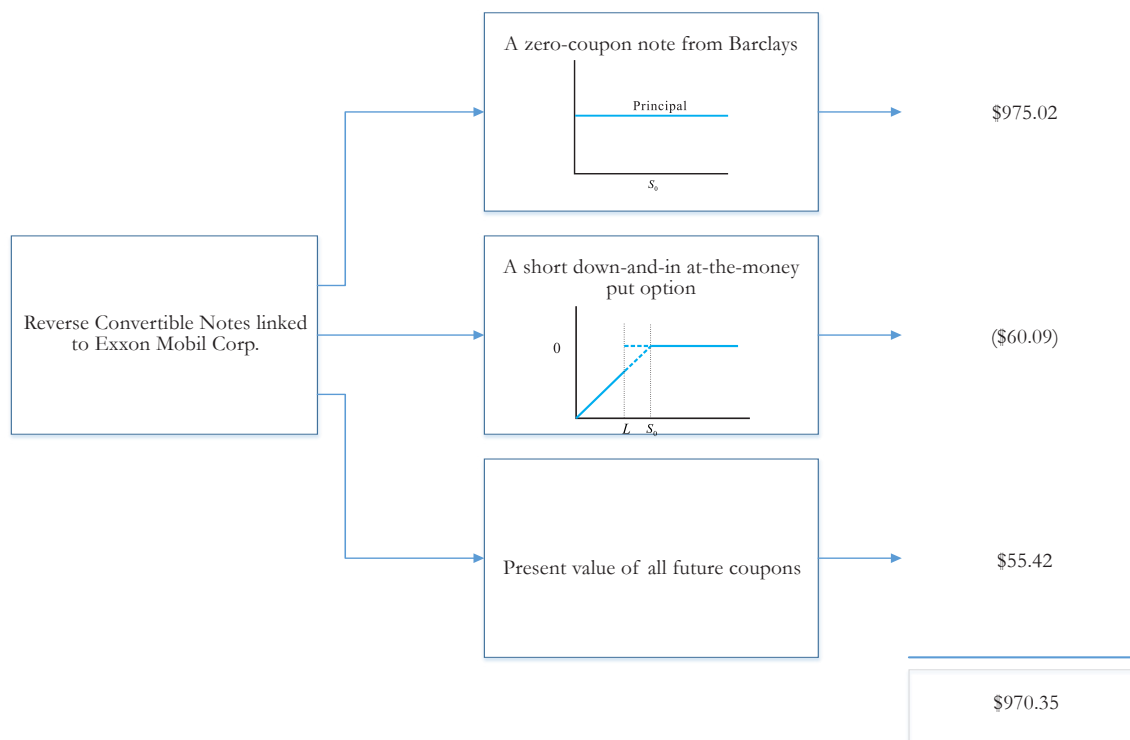 A zero-coupon note from Barclays
Principal
S₀
$975.02
Reverse Convertible Notes linked
to Exxon Mobil Corp.
A short down-and-in at-the-money
put option
0
L S₀
($60.09)
Present value of all future coupons
$55.42
$970.35